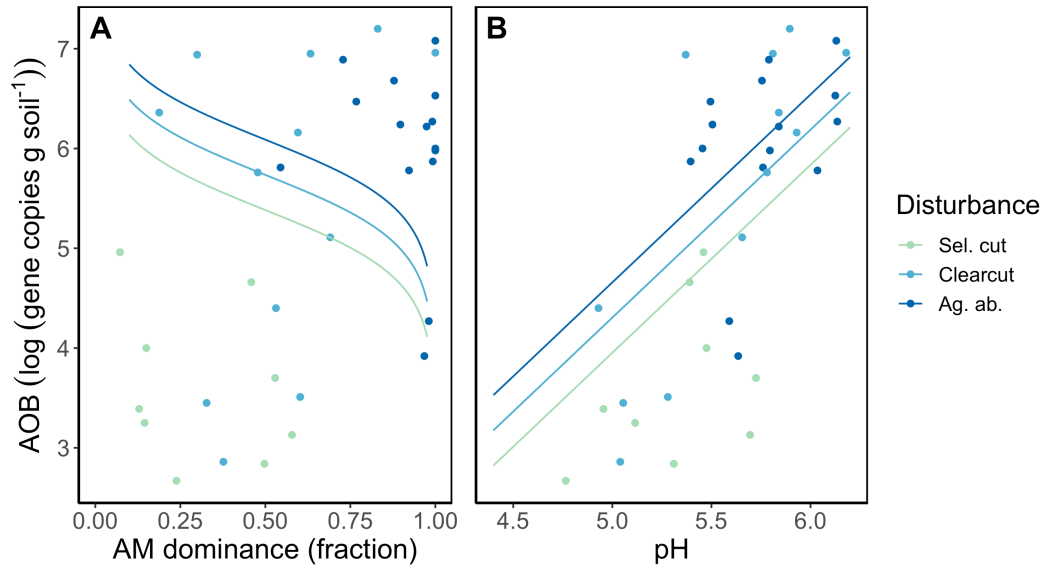 A
B
AOB (log (gene copies g soil⁻¹))
7
6
5
4
3
0.00 0.25 0.50 0.75 1.00
4.5 5.0 5.5 6.0
AM dominance (fraction)
pH
Disturbance
Sel. cut
Clearcut
Ag. ab.